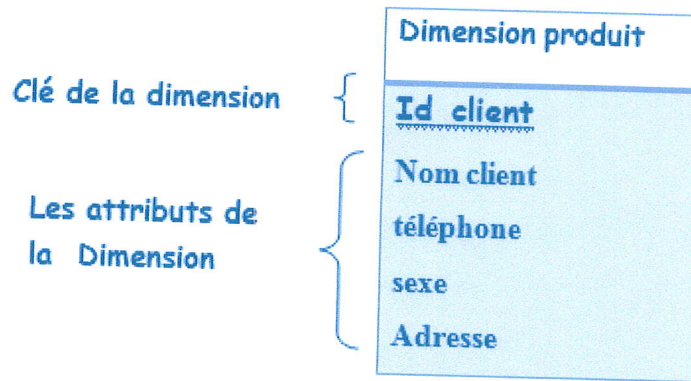 Dimension produit
Clé de la dimension
Id client
Nom client
Les attributs de
la Dimension
téléphone
sexe
Adresse